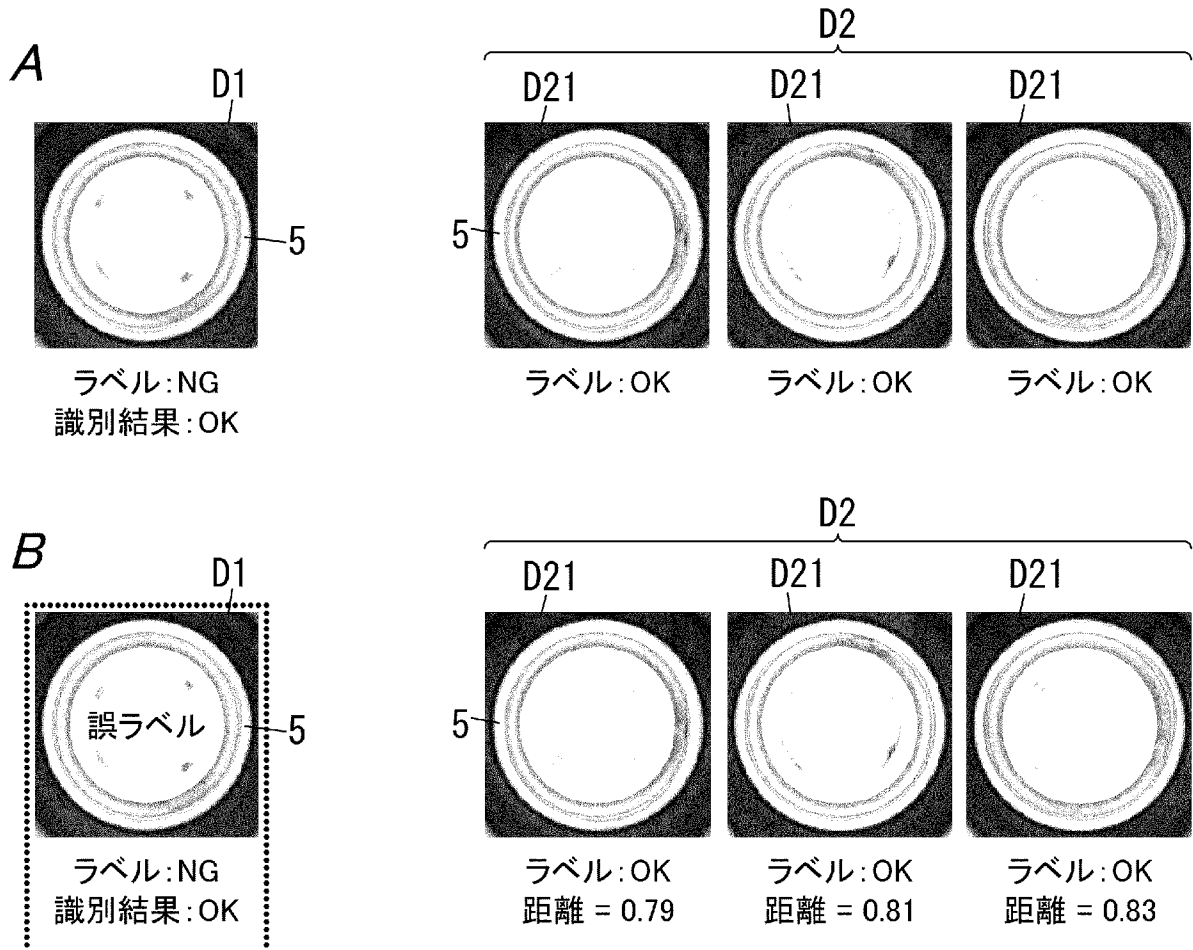 A
D1
5
ラベル:NG
識別結果:OK
D2
D21 D21 D21
5
ラベル:OK ラベル:OK ラベル:OK
B
D1
誤ラベル
5
ラベル:NG
識別結果:OK
D2
D21 D21 D21
5
ラベル:OK ラベル:OK ラベル:OK
距離 = 0.79 距離 = 0.81 距離 = 0.83